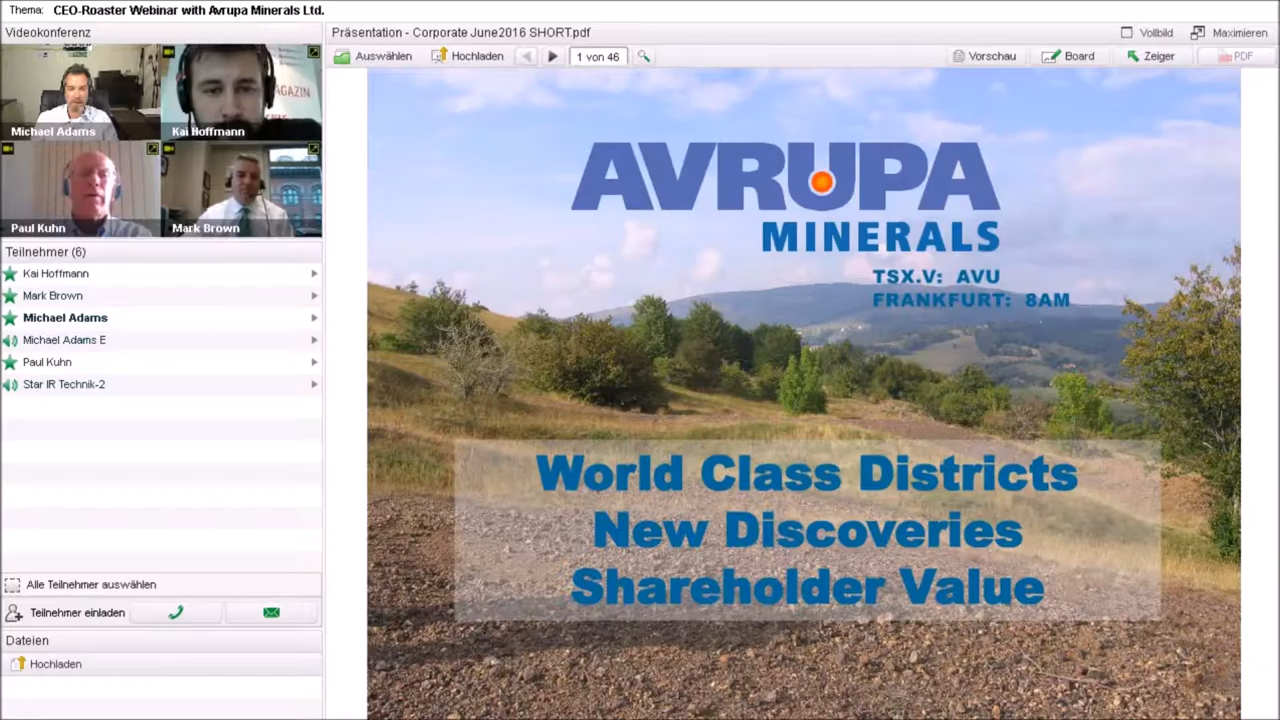 Thema: CEO-Roaster Webinar with Avrupa Minerals Ltd.
Videokonferenz
Michael Adams
Kai Hoffmann
Paul Kuhn
Mark Brown
Teilnehmer (6)
Kai Hoffmann
Mark Brown
Michael Adams
Michael Adams E
Paul Kuhn
Star IR Technik-2
Alle Teilnehmer auswählen
Teilnehmer einladen
Dateien
Hochladen
Präsentation - Corporate June2016 SHORT.pdf
Vollbild Maximieren
Auswählen Hochladen 1 von 46 Vorschau Board Zeiger PDF
AVRUPA
MINERALS
TSX.V: AVU
FRANKFURT: 8AM
World Class Districts
New Discoveries
Shareholder Value